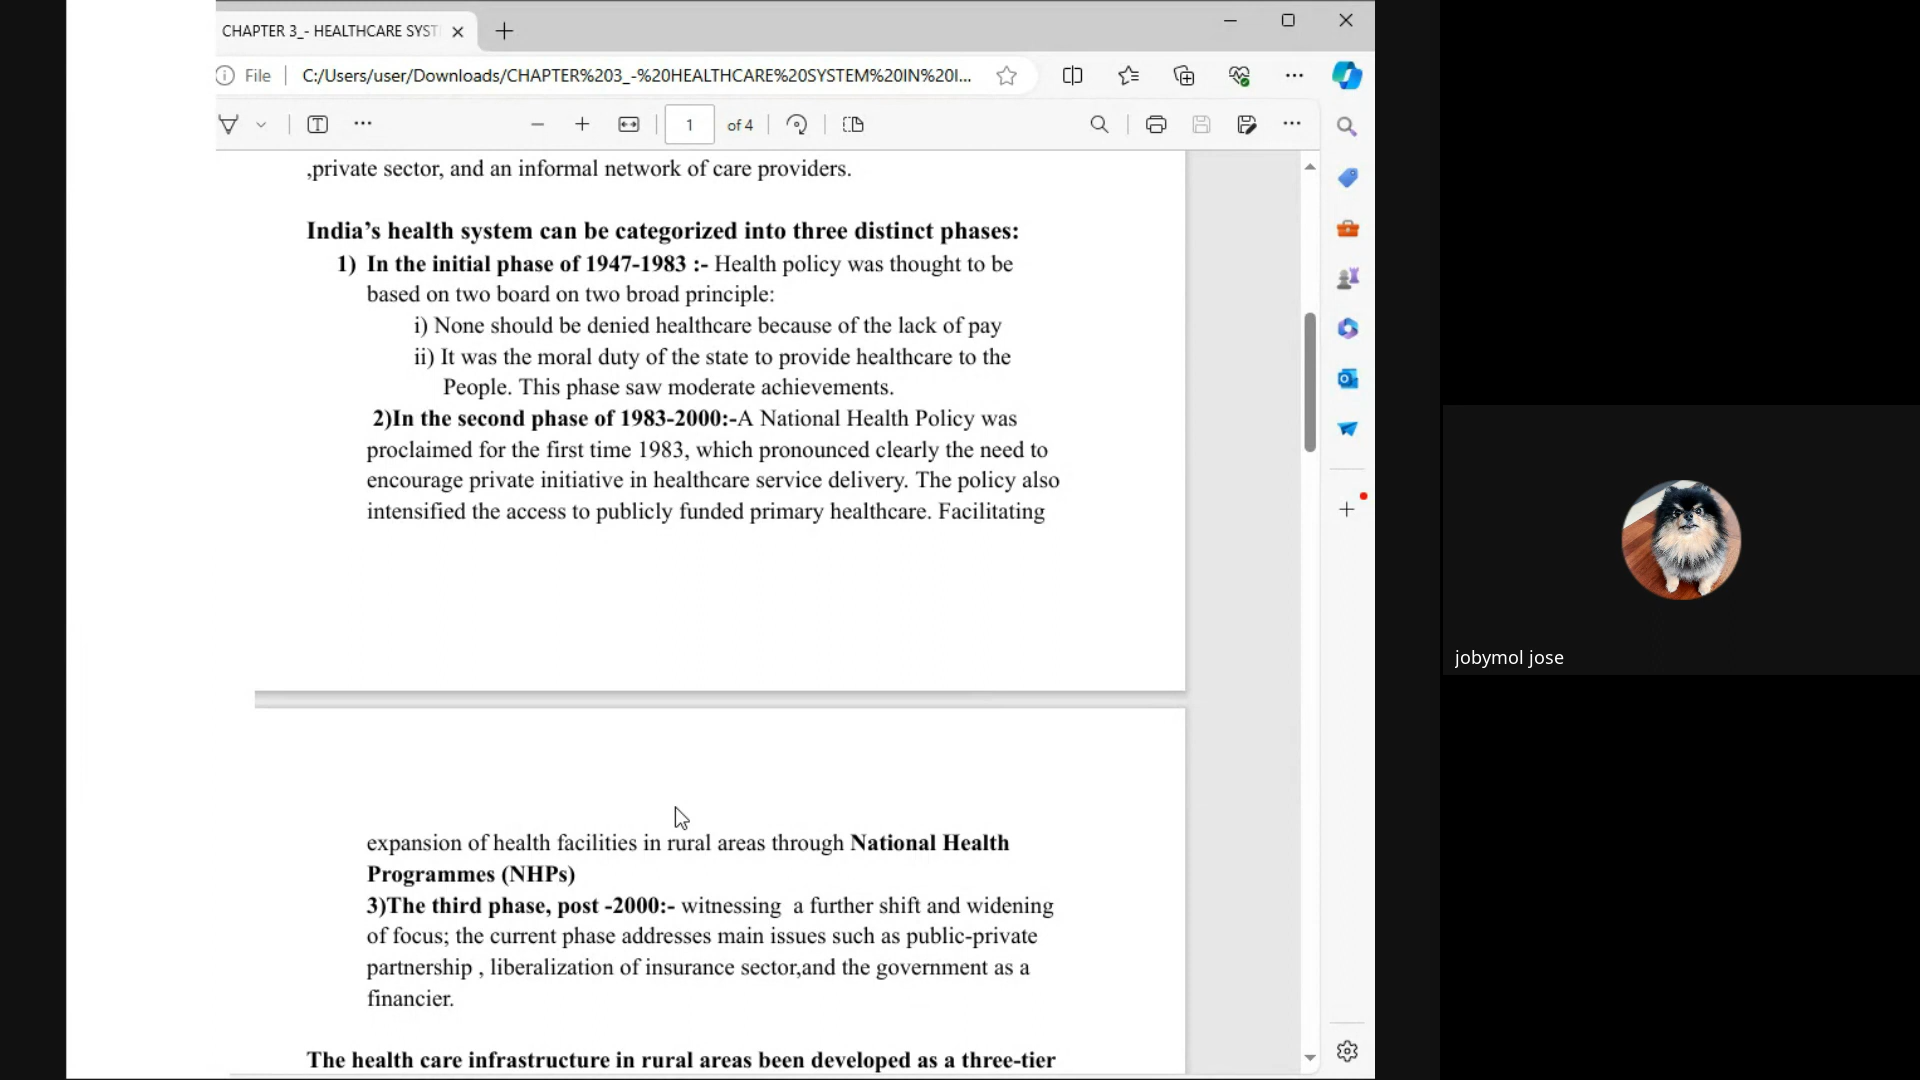 CHAPTER 3_- HEALTHCARE SYST
File
C:/Users/user/Downloads/CHAPTER%203_-%20HEALTHCARE%20SYSTEM%20IN%20I...
1 of 4
,private sector, and an informal network of care providers.
India’s health system can be categorized into three distinct phases:
1) In the initial phase of 1947-1983 :- Health policy was thought to be
based on two board on two broad principle:
i) None should be denied healthcare because of the lack of pay
ii) It was the moral duty of the state to provide healthcare to the
People. This phase saw moderate achievements.
2)In the second phase of 1983-2000:-A National Health Policy was
proclaimed for the first time 1983, which pronounced clearly the need to
encourage private initiative in healthcare service delivery. The policy also
intensified the access to publicly funded primary healthcare. Facilitating
expansion of health facilities in rural areas through National Health
Programmes (NHPs)
3)The third phase, post -2000:- witnessing  a further shift and widening
of focus; the current phase addresses main issues such as public-private
partnership , liberalization of insurance sector,and the government as a
financier.
The health care infrastructure in rural areas been developed as a three-tier
jobymol jose